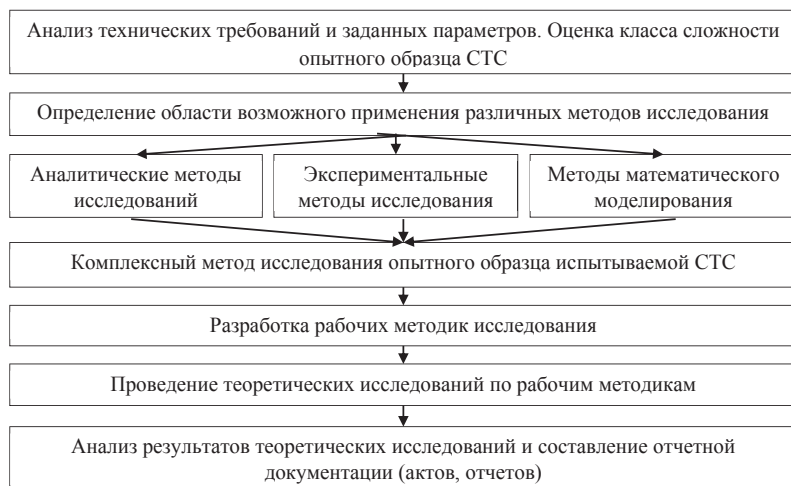 Анализ технических требований и заданных параметров. Оценка класса сложности
опытного образца СТС
Определение области возможного применения различных методов исследования
Аналитические методы
исследований
Экспериментальные
методы исследования
Методы математического
моделирования
Комплексный метод исследования опытного образца испытываемой СТС
Разработка рабочих методик исследования
Проведение теоретических исследований по рабочим методикам
Анализ результатов теоретических исследований и составление отчетной
документации (актов, отчетов)